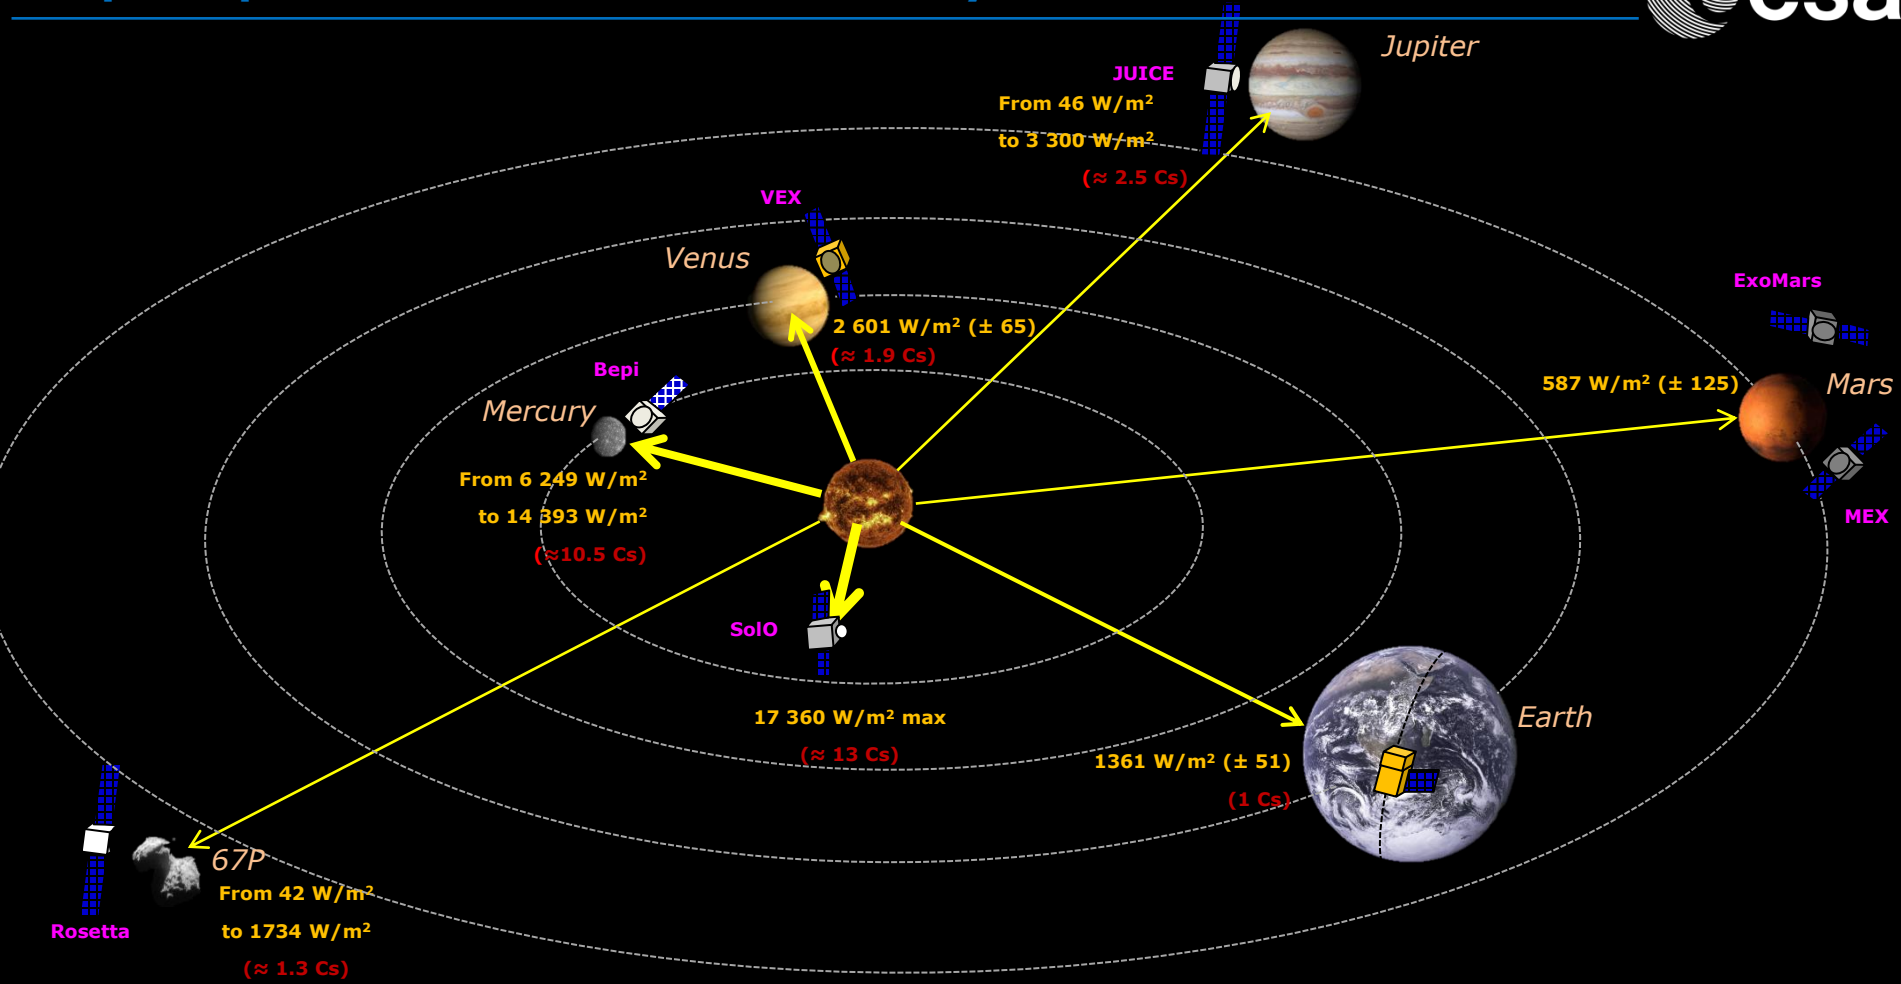 esa
Jupiter
JUICE
From 46 W/m²
to 3 300 W/m²
(≈ 2.5 Cs)
VEX
Venus
2 601 W/m² (± 65)
(≈ 1.9 Cs)
ExoMars
587 W/m² (± 125)
Mars
MEX
Bepi
Mercury
From 6 249 W/m²
to 14 393 W/m²
(≈10.5 Cs)
SolO
17 360 W/m² max
(≈ 13 Cs)
Earth
1361 W/m² (± 51)
(1 Cs)
67P
From 42 W/m²
to 1734 W/m²
(≈ 1.3 Cs)
Rosetta